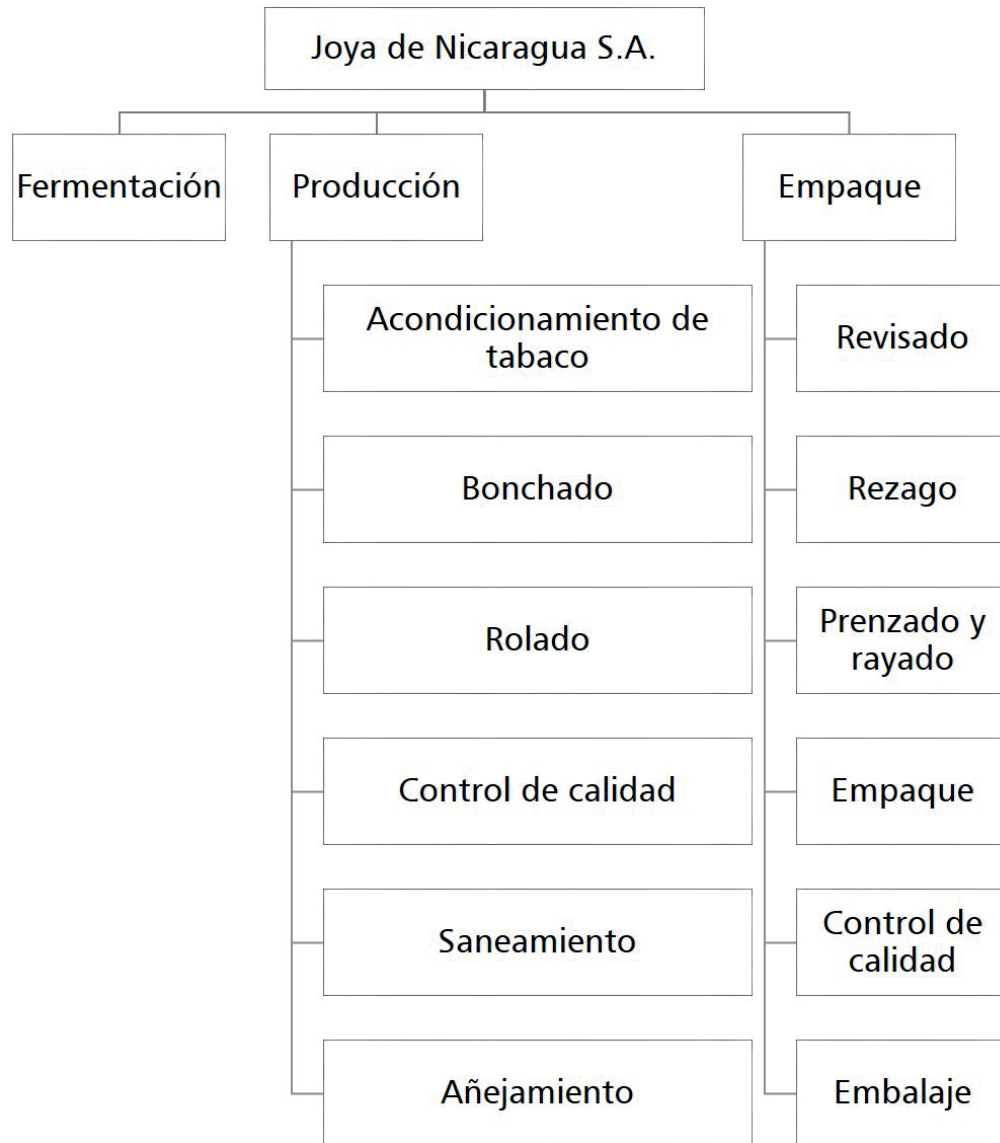 Joya de Nicaragua S.A.
Fermentación
Producción
Empaque
Acondicionamiento de
tabaco
Bonchado
Rolado
Control de calidad
Saneamiento
Añejamiento
Revisado
Rezago
Prenzado y
rayado
Empaque
Control de
calidad
Embalaje